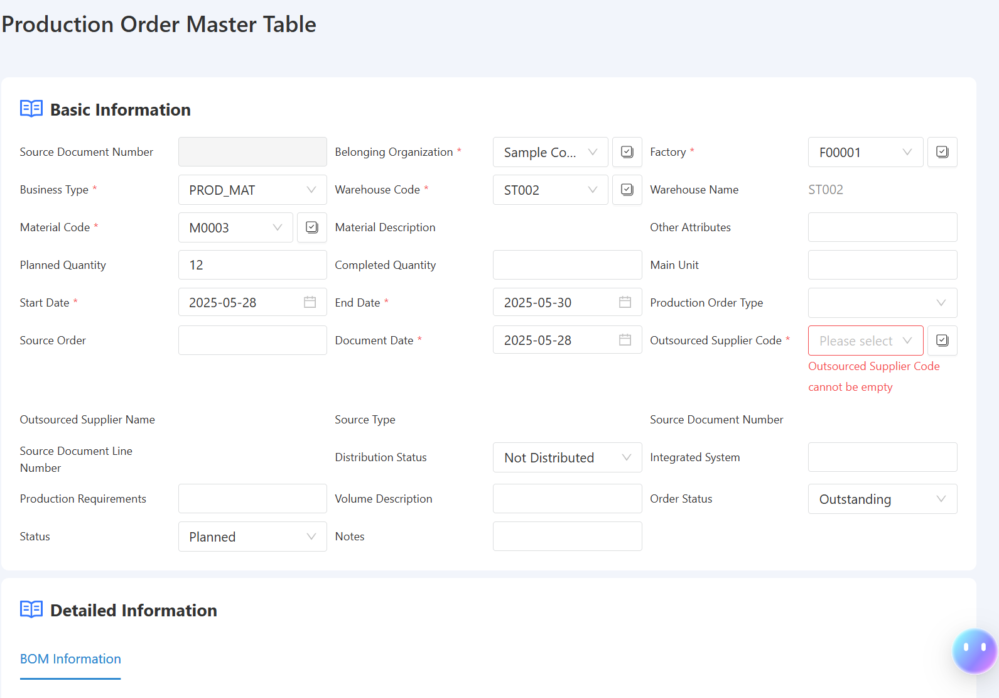 Production Order Master Table
Basic Information
Source Document Number
Belonging Organization *
Sample Co...
Factory *
F00001
Business Type *
PROD_MAT
Warehouse Code *
ST002
Warehouse Name
ST002
Material Code *
M0003
Material Description
Other Attributes
Planned Quantity
12
Completed Quantity
Main Unit
Start Date *
2025-05-28
End Date *
2025-05-30
Production Order Type
Source Order
Document Date *
2025-05-28
Outsourced Supplier Code *
Please select
Outsourced Supplier Code
cannot be empty
Outsourced Supplier Name
Source Type
Source Document Number
Source Document Line
Number
Distribution Status
Not Distributed
Integrated System
Production Requirements
Volume Description
Order Status
Outstanding
Status
Planned
Notes
Detailed Information
BOM Information